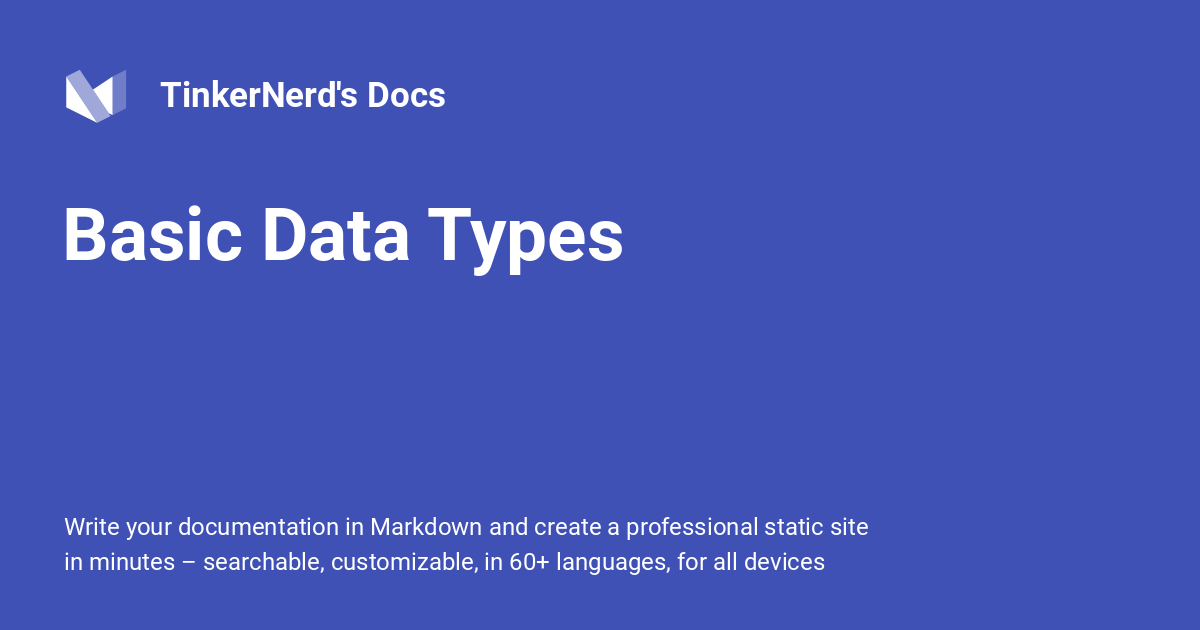 TinkerNerd's Docs
Basic Data Types
Write your documentation in Markdown and create a professional static site
in minutes – searchable, customizable, in 60+ languages, for all devices